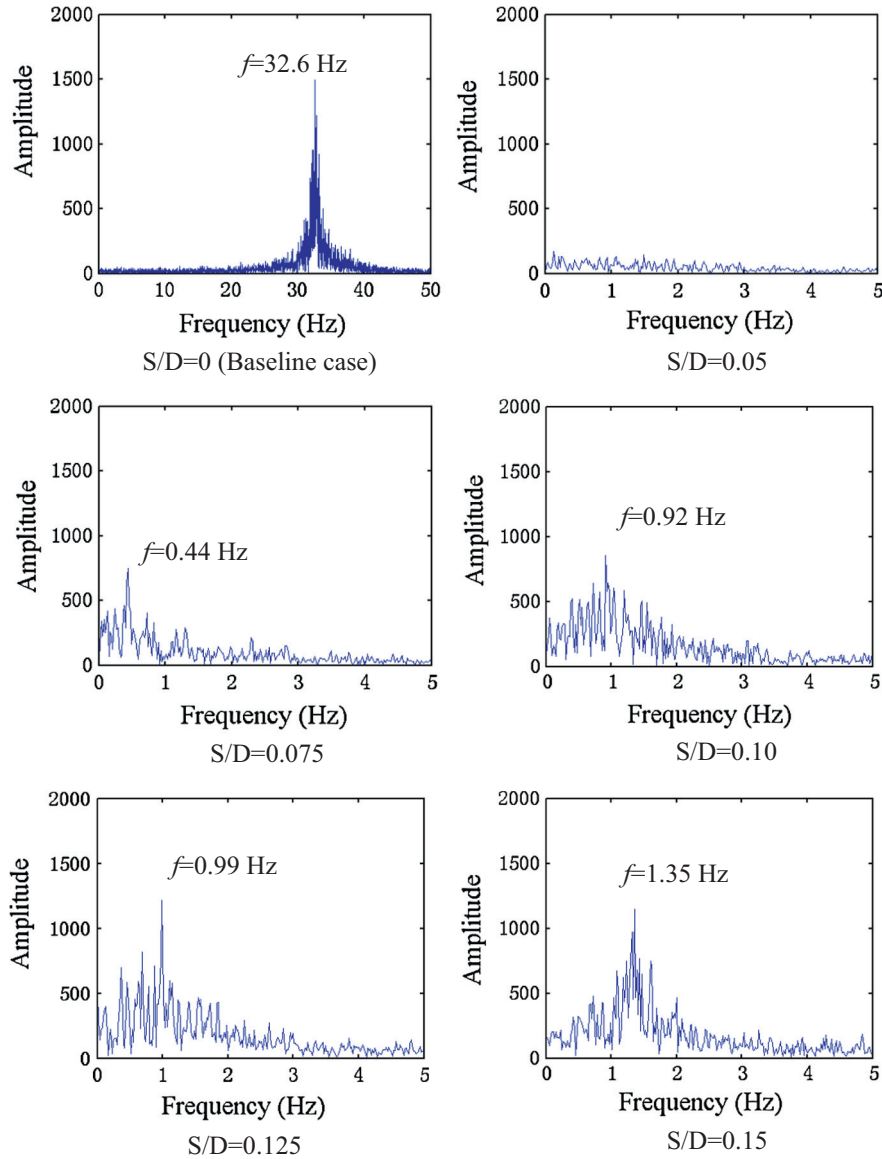 2000
1500
1000
500
0
Amplitude
f=32.6 Hz
0 10 20 30 40 50
Frequency (Hz)
S/D=0 (Baseline case)
2000
1500
1000
500
0
Amplitude
0 1 2 3 4 5
Frequency (Hz)
S/D=0.05
2000
1500
1000
500
0
Amplitude
f=0.44 Hz
0 1 2 3 4 5
Frequency (Hz)
S/D=0.075
2000
1500
1000
500
0
Amplitude
f=0.92 Hz
0 1 2 3 4 5
Frequency (Hz)
S/D=0.10
2000
1500
1000
500
0
Amplitude
f=0.99 Hz
0 1 2 3 4 5
Frequency (Hz)
S/D=0.125
2000
1500
1000
500
0
Amplitude
f=1.35 Hz
0 1 2 3 4 5
Frequency (Hz)
S/D=0.15